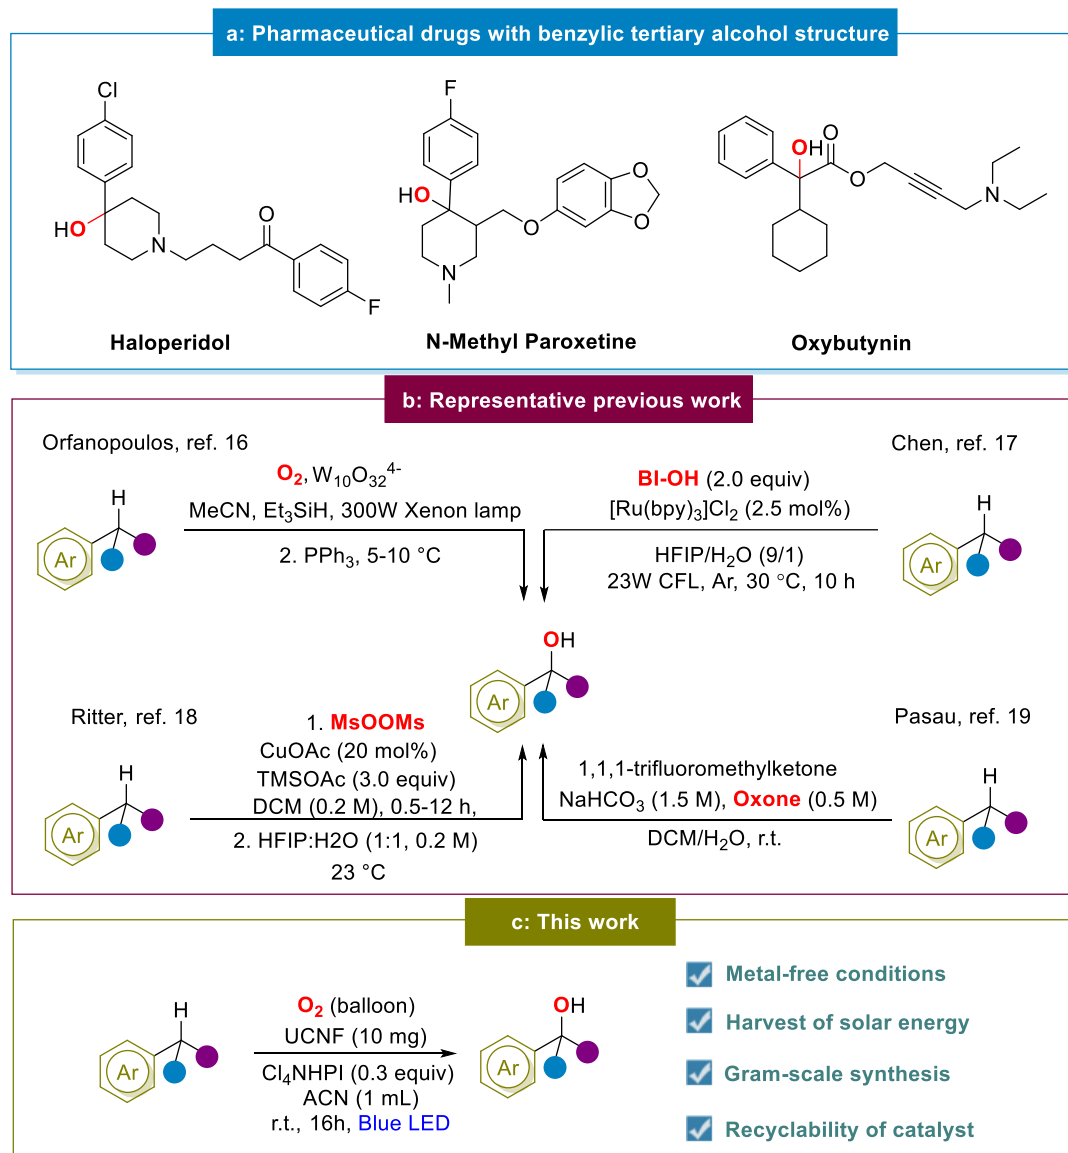 a: Pharmaceutical drugs with benzylic tertiary alcohol structure
Cl
HO
N
O
F
Haloperidol
F
HO
O
O
O
N
N-Methyl Paroxetine
OH
O
O
N
Oxybutynin
b: Representative previous work
Orfanopoulos, ref. 16
H
Ar
O₂, W₁₀O₃₂⁴⁻
MeCN, Et₃SiH, 300W Xenon lamp
2. PPh₃, 5-10 °C
Chen, ref. 17
BI-OH (2.0 equiv)
[Ru(bpy)₃]Cl₂ (2.5 mol%)
HFIP/H₂O (9/1)
23W CFL, Ar, 30 °C, 10 h
H
Ar
OH
Ar
Ritter, ref. 18
H
Ar
1. MsOOMs
CuOAc (20 mol%)
TMSOAc (3.0 equiv)
DCM (0.2 M), 0.5-12 h,
2. HFIP:H2O (1:1, 0.2 M)
23 °C
Pasau, ref. 19
1,1,1-trifluoromethylketone
NaHCO₃ (1.5 M), Oxone (0.5 M)
DCM/H₂O, r.t.
H
Ar
c: This work
H
Ar
O₂ (balloon)
UCNF (10 mg)
Cl₄NHPI (0.3 equiv)
ACN (1 mL)
r.t., 16h, Blue LED
OH
Ar
Metal-free conditions
Harvest of solar energy
Gram-scale synthesis
Recyclability of catalyst